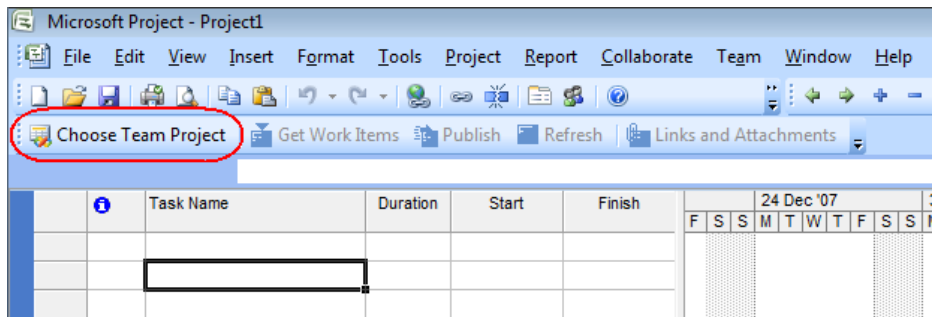 Microsoft Project - Project1
File Edit View Insert Format Tools Project Report Collaborate Team Window Help
Choose Team Project Get Work Items Publish Refresh Links and Attachments
Task Name Duration Start Finish 24 Dec '07
F S S M T W T F S S